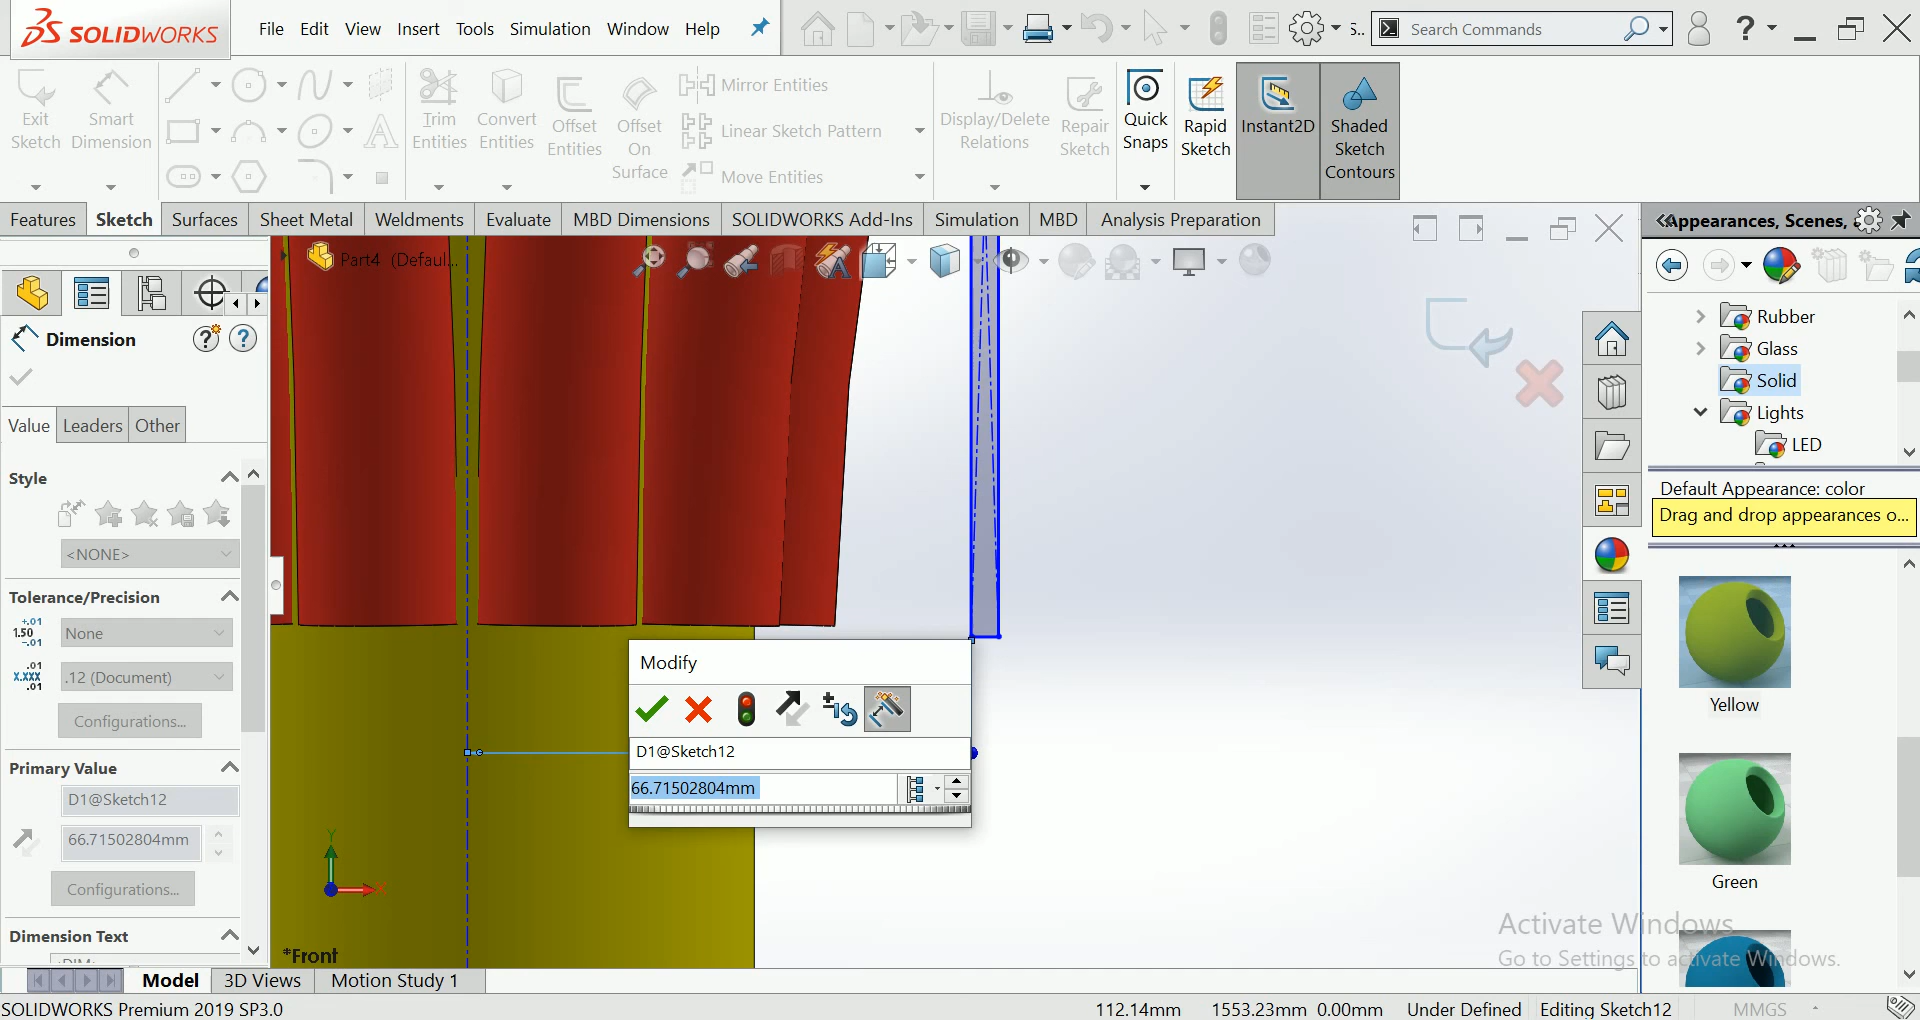 SOLIDWORKS
File Edit View Insert Tools Simulation Window Help
S..
Search Commands
Exit Sketch
Smart Dimension
Trim Entities
Convert Entities
Offset Entities
Offset On Surface
Mirror Entities
Linear Sketch Pattern
Move Entities
Display/Delete Relations
Repair Sketch
Quick Snaps
Rapid Sketch
Instant2D
Shaded Sketch Contours
Features Sketch Surfaces Sheet Metal Weldments Evaluate MBD Dimensions SOLIDWORKS Add-Ins Simulation MBD Analysis Preparation
Appearances, Scenes,
Part4 (Defaul...
Dimension
Value Leaders Other
Style
<NONE>
Tolerance/Precision
None
.12 (Document)
Configurations...
Primary Value
D1@Sketch12
66.71502804mm
Configurations...
Dimension Text
Modify
D1@Sketch12
66.71502804mm
Y
X
*Front
Rubber
Glass
Solid
Lights
LED
Default Appearance: color
Drag and drop appearances o...
Yellow
Green
Activate Windows
Go to Settings to activate Windows.
Model 3D Views Motion Study 1
SOLIDWORKS Premium 2019 SP3.0
112.14mm 1553.23mm 0.00mm Under Defined Editing Sketch12 MMGS